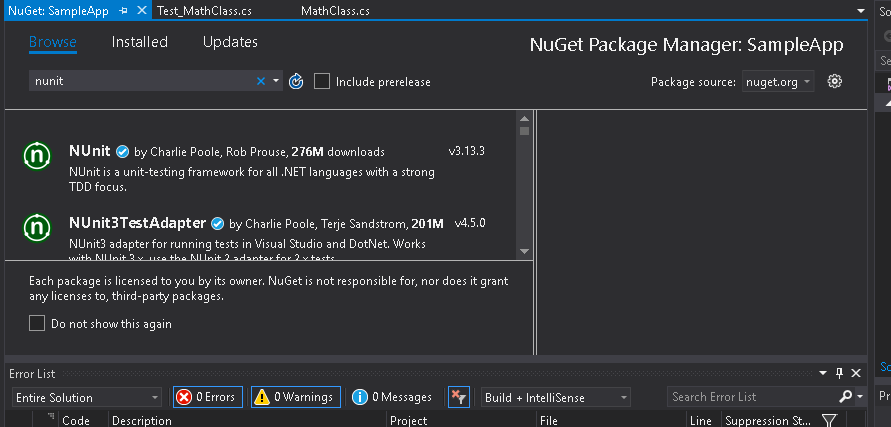 NuGet: SampleApp Test_MathClass.cs MathClass.cs So
Browse Installed Updates NuGet Package Manager: SampleApp
Se
nunit Include prerelease Package source: nuget.org
n NUnit by Charlie Poole, Rob Prouse, 276M downloads v3.13.3
NUnit is a unit-testing framework for all .NET languages with a strong
TDD focus.
n NUnit3TestAdapter by Charlie Poole, Terje Sandstrom, 201M v4.5.0
NUnit3 adapter for running tests in Visual Studio and DotNet. Works
with NUnit 3.x, use the NUnit 2 adapter for 2.x tests.
Each package is licensed to you by its owner. NuGet is not responsible for, nor does it grant
any licenses to, third-party packages.
Do not show this again
Error List
So
Entire Solution 0 Errors 0 Warnings 0 Messages Build + IntelliSense Search Error List
Pr
Code Description Project File Line Suppression St...